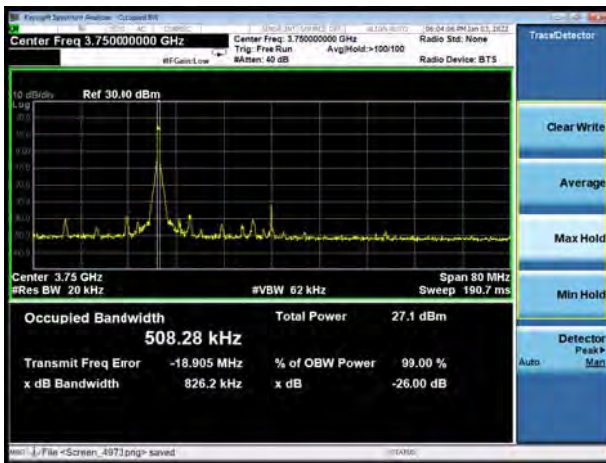 Keysight Spectrum Analyzer - Occupied BW
Center Freq 3.750000000 GHz
Center Freq: 3.750000000 GHz
Trig: Free Run Avg|Hold:>100/100
#IFGain:Low #Atten: 40 dB
06:04:06 PM Jan 03, 2022
Radio Std: None
Radio Device: BTS
Trace/Detector
10 dB/div Ref 30.00 dBm
Log
Center 3.75 GHz Span 80 MHz
#Res BW 20 kHz #VBW 62 kHz Sweep 190.7 ms
Occupied Bandwidth Total Power 27.1 dBm
508.28 kHz
Transmit Freq Error -18.905 MHz % of OBW Power 99.00 %
x dB Bandwidth 826.2 kHz x dB -26.00 dB
Clear Write
Average
Max Hold
Min Hold
Detector
Peak▶
Auto Man
MSG File <Screen_4973.png> saved STATUS